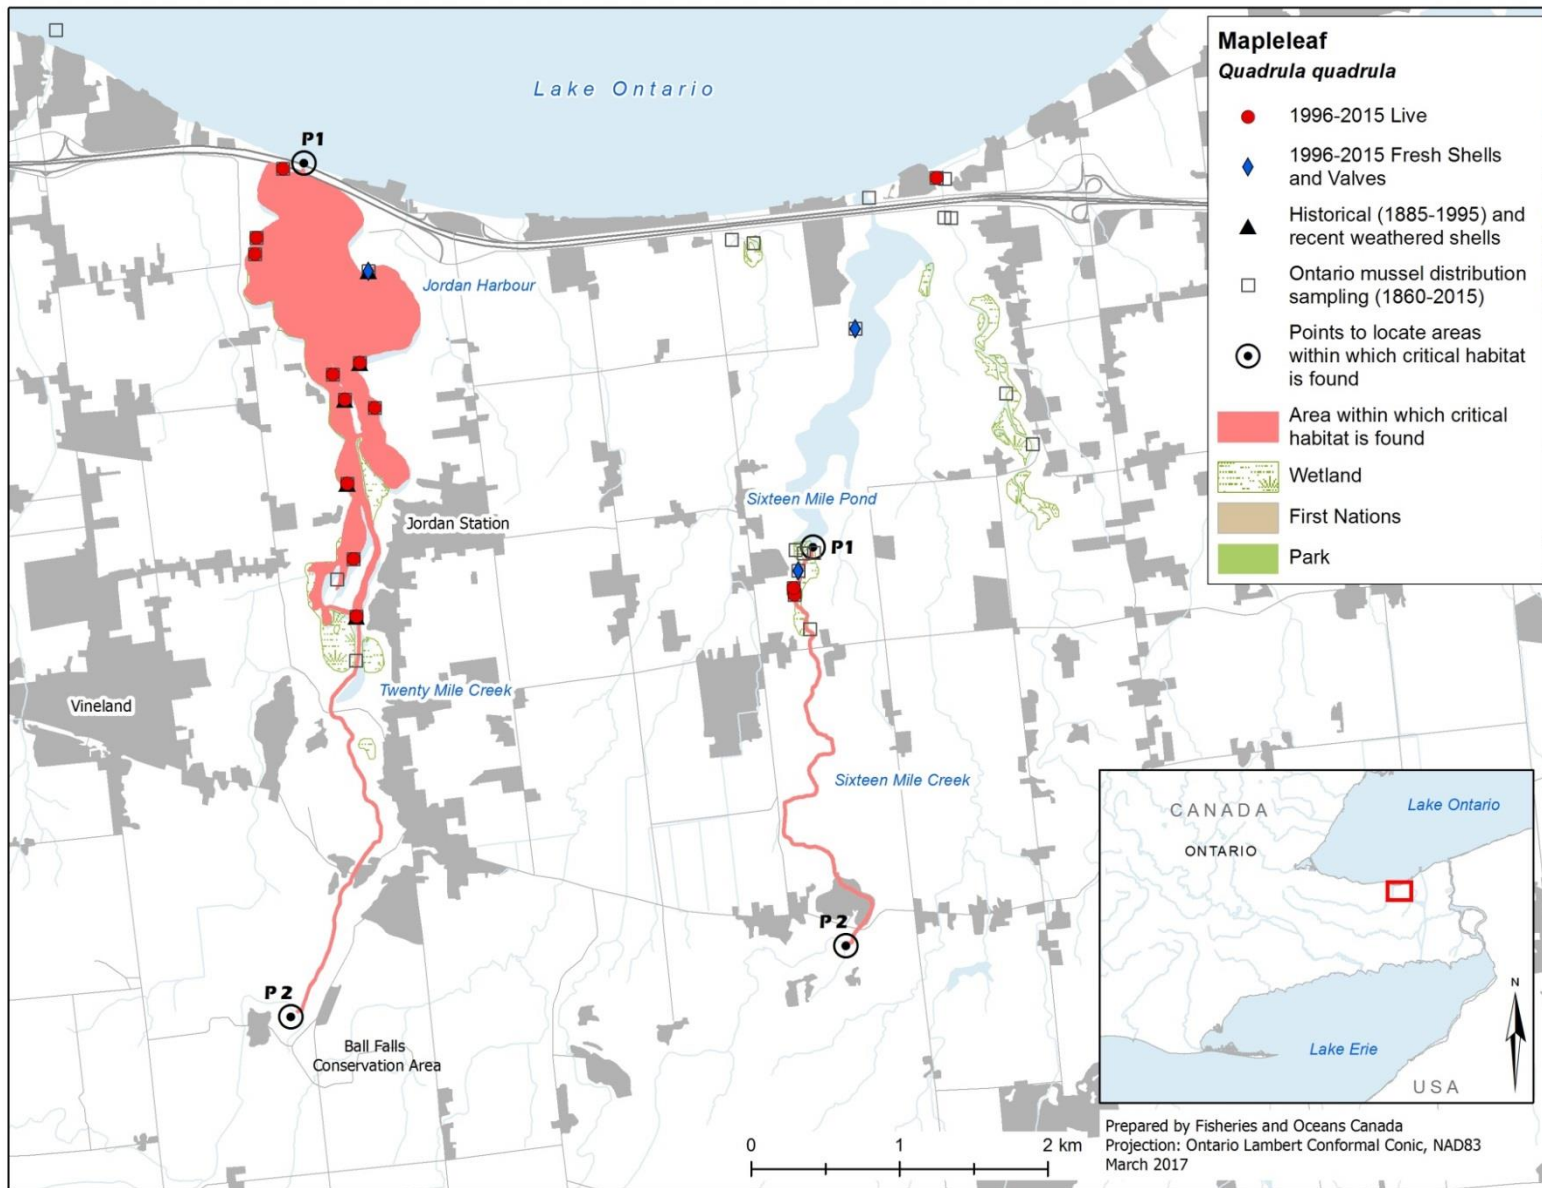 Lake Ontario
P1
Jordan Harbour
Jordan Station
Sixteen Mile Pond
P1
Twenty Mile Creek
Vineland
Sixteen Mile Creek
P 2
P 2
Ball Falls
Conservation Area
Mapleleaf
Quadrula quadrula
1996-2015 Live
1996-2015 Fresh Shells
and Valves
Historical (1885-1995) and
recent weathered shells
Ontario mussel distribution
sampling (1860-2015)
Points to locate areas
within which critical habitat
is found
Area within which critical
habitat is found
Wetland
First Nations
Park
CANADA
ONTARIO
Lake Ontario
Lake Erie
USA
N
0 1 2 km
Prepared by Fisheries and Oceans Canada
Projection: Ontario Lambert Conformal Conic, NAD83
March 2017